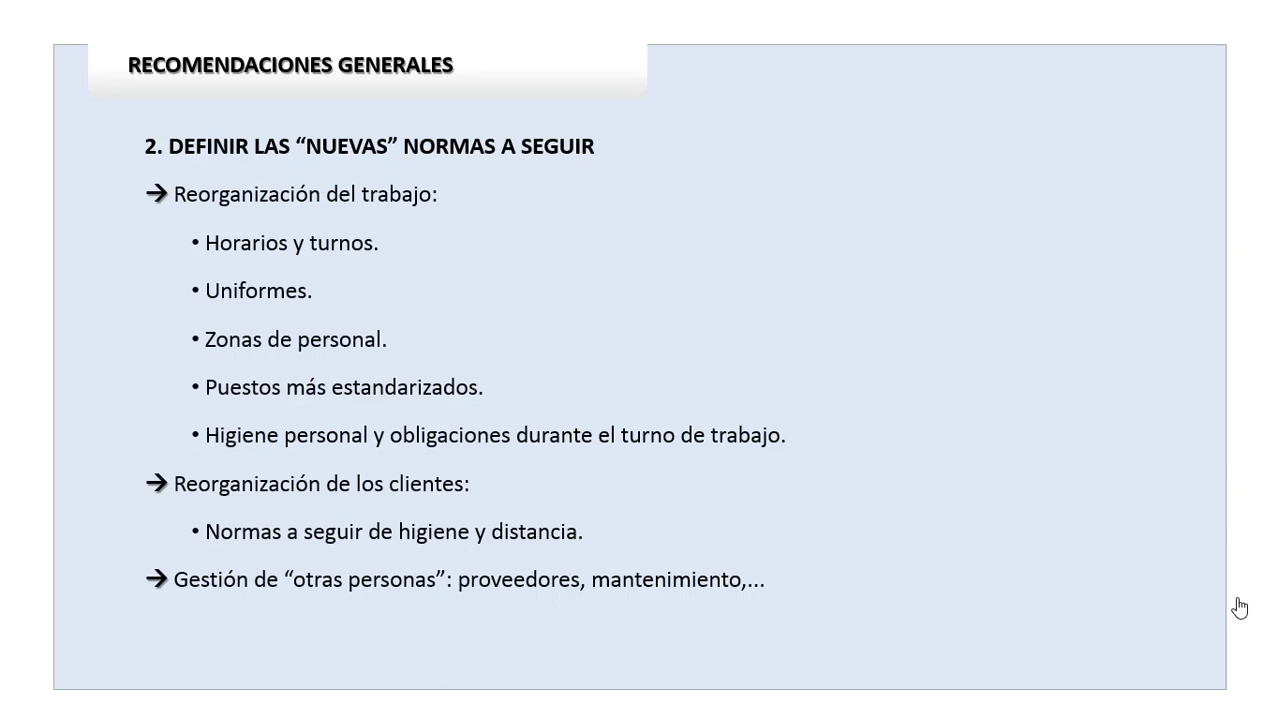 RECOMENDACIONES GENERALES
2. DEFINIR LAS “NUEVAS” NORMAS A SEGUIR
→ Reorganización del trabajo:
• Horarios y turnos.
• Uniformes.
• Zonas de personal.
• Puestos más estandarizados.
• Higiene personal y obligaciones durante el turno de trabajo.
→ Reorganización de los clientes:
• Normas a seguir de higiene y distancia.
→ Gestión de “otras personas”: proveedores, mantenimiento,...